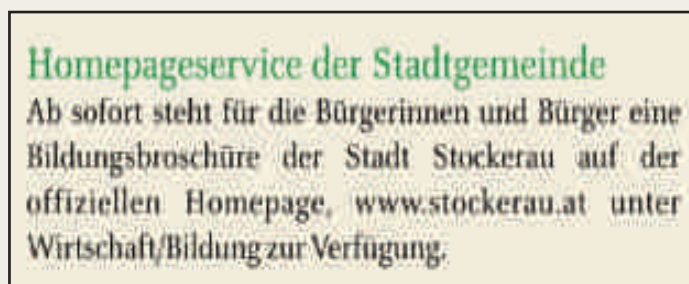 Homepageservice der Stadtgemeinde
Ab sofort steht für die Bürgerinnen und Bürger eine
Bildungsbroschüre der Stadt Stockerau auf der
offiziellen Homepage, www.stockerau.at unter
Wirtschaft/Bildung zur Verfügung.